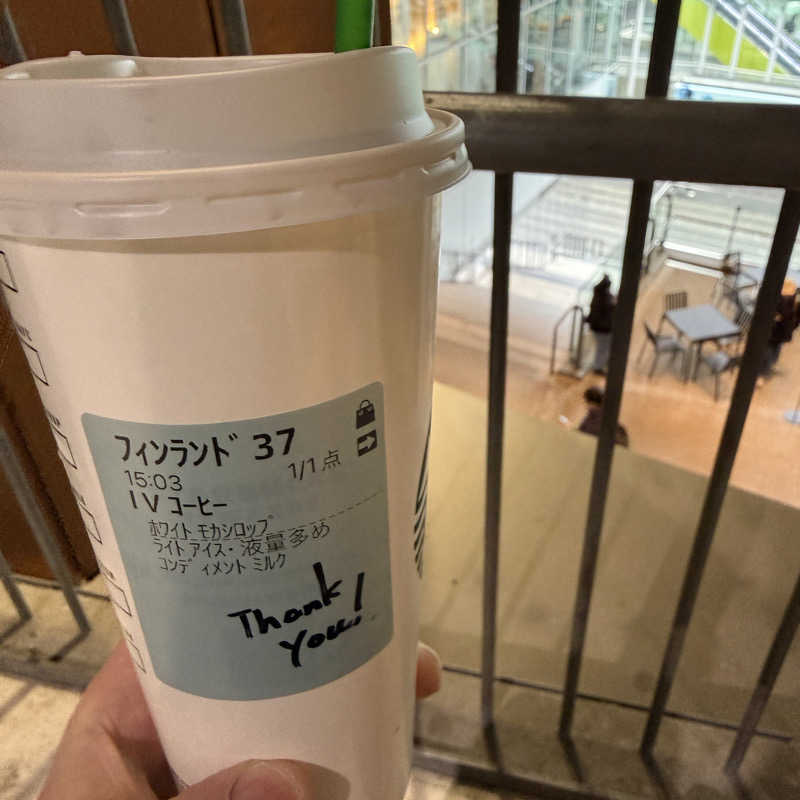 フィンランド 37
15:03 1/1点
IV コーヒー
ホワイト モカシロップ
ライト アイス・液量多め
コンディメント ミルク
Thank
you!